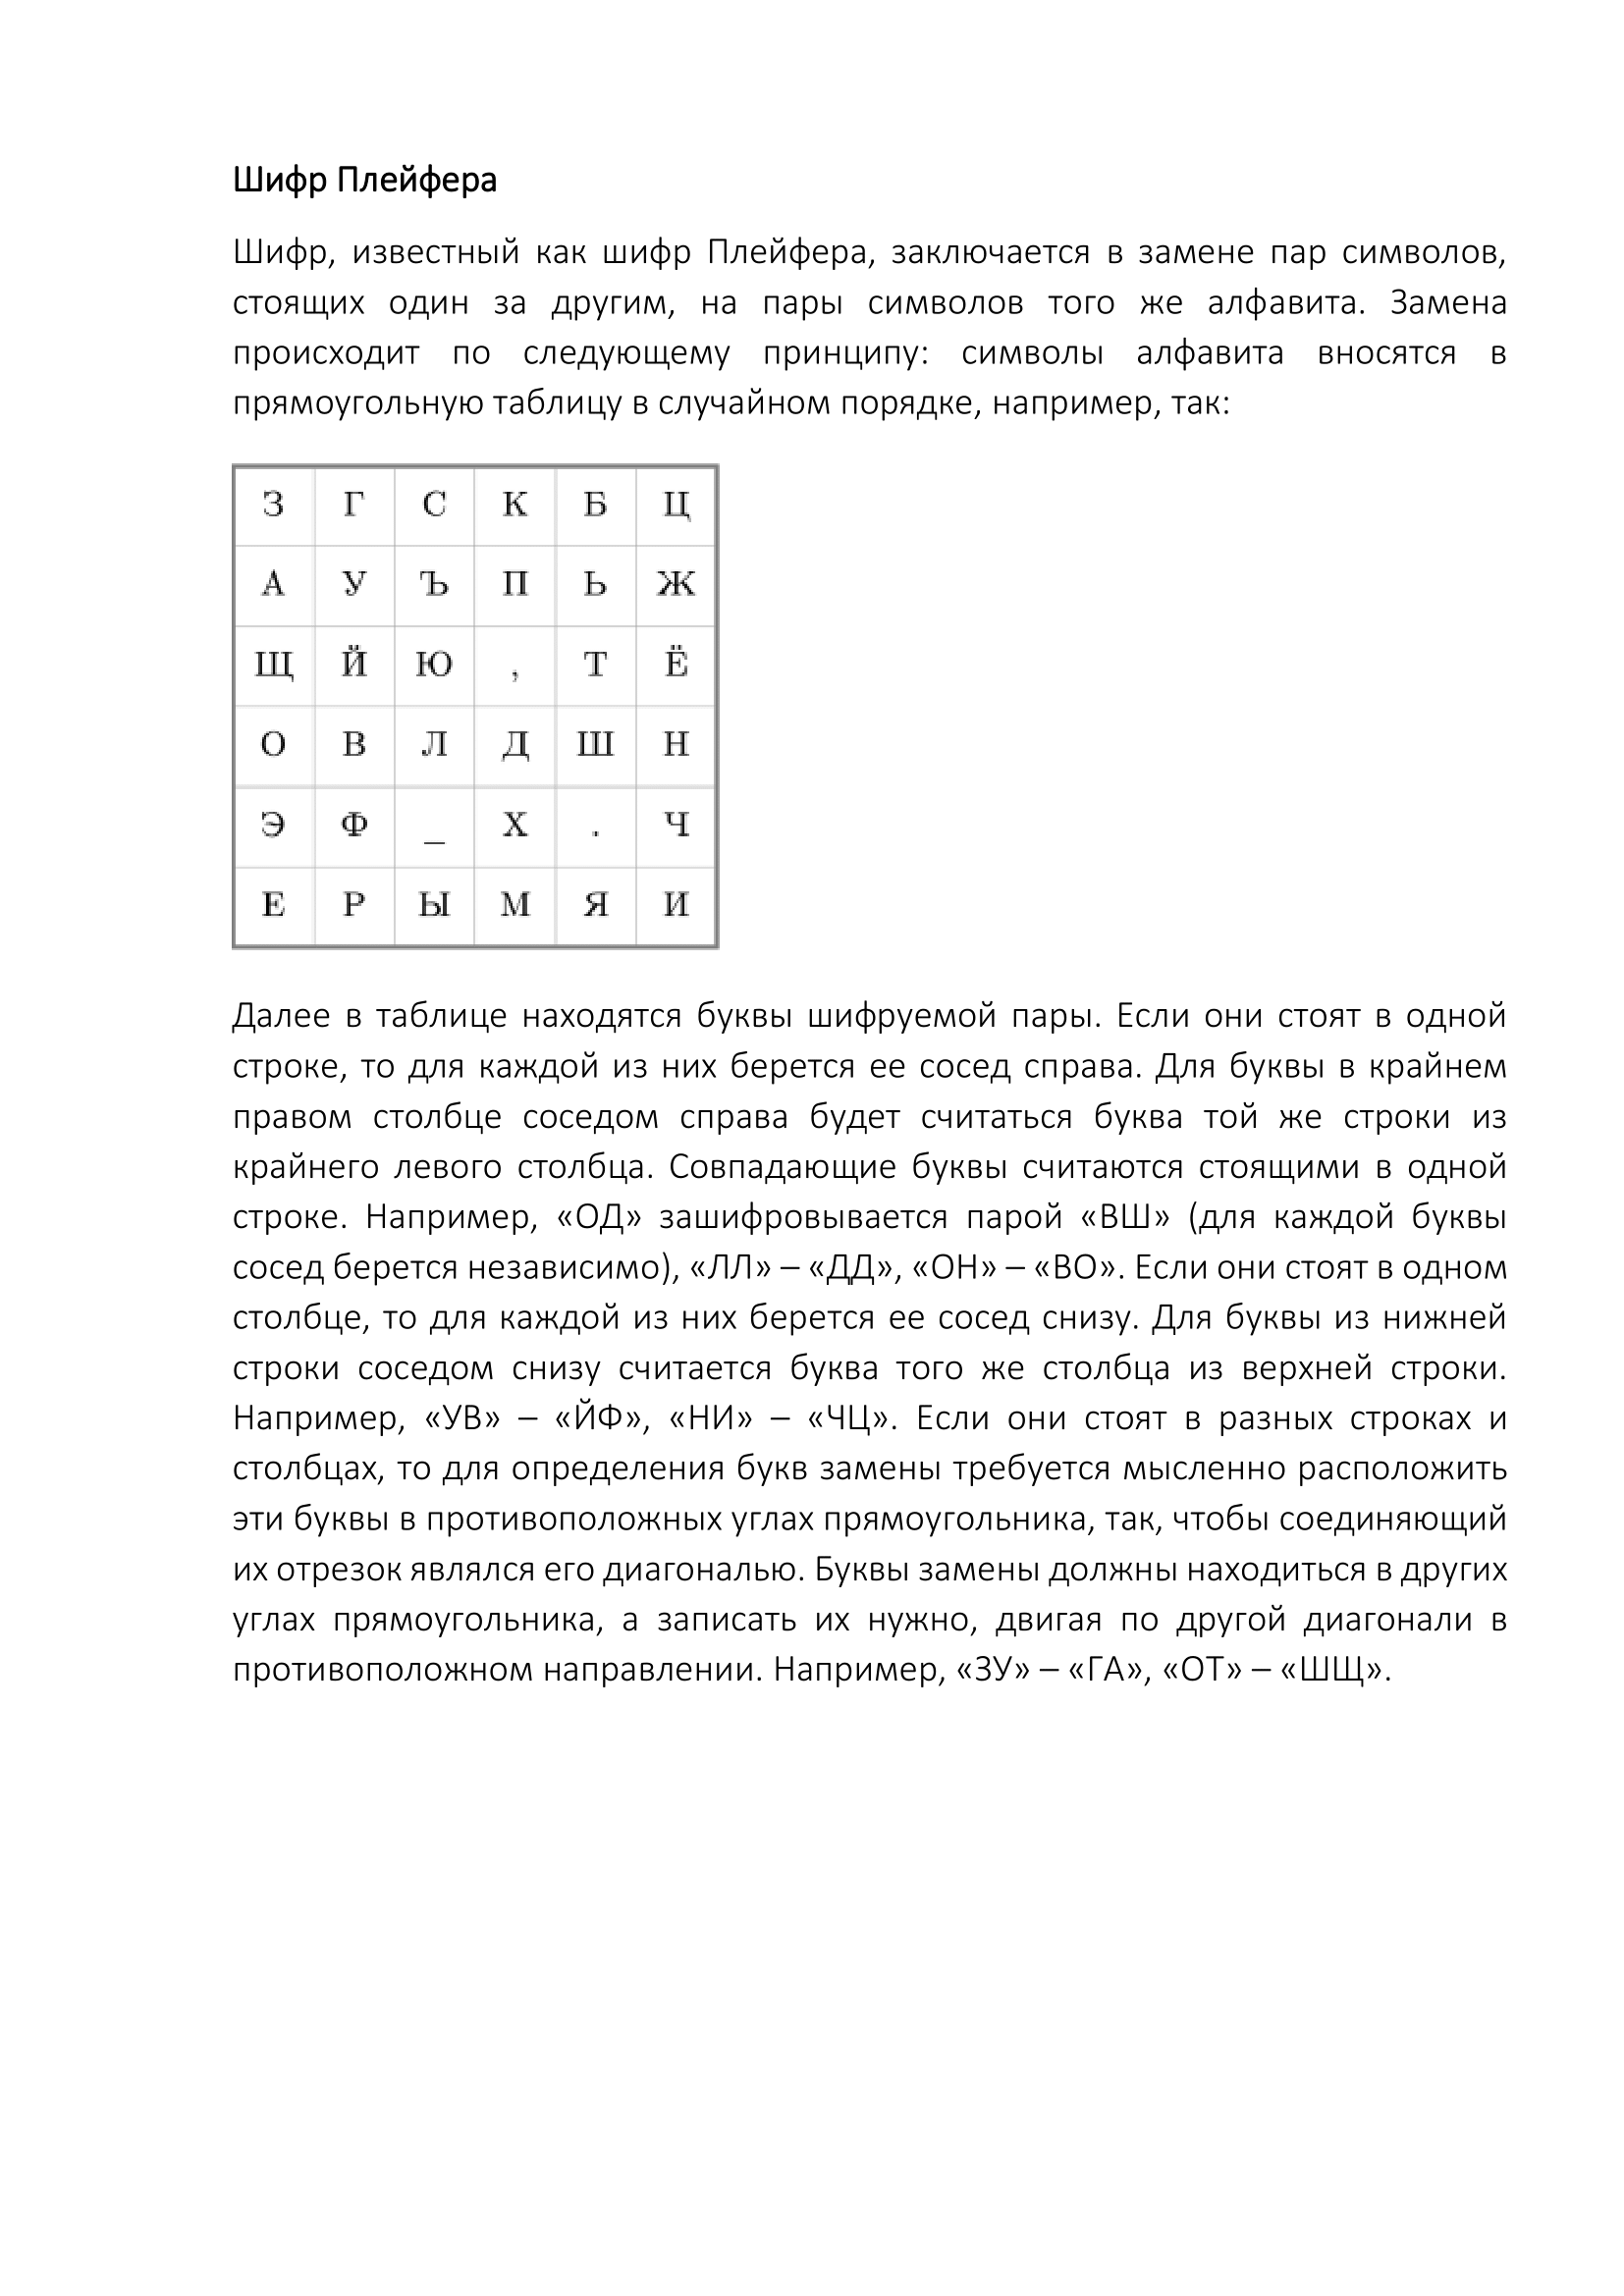 Шифр Плейфера
Шифр, известный как шифр Плейфера, заключается в замене пар символов,
стоящих один за другим, на пары символов того же алфавита. Замена
происходит по следующему принципу: символы алфавита вносятся в
прямоугольную таблицу в случайном порядке, например, так:
З Г С К Б Ц
А У Ъ П Ь Ж
Щ Й Ю , Т Ё
О В Л Д Ш Н
Э Ф _ Х . Ч
Е Р Ы М Я И
Далее в таблице находятся буквы шифруемой пары. Если они стоят в одной
строке, то для каждой из них берется ее сосед справа. Для буквы в крайнем
правом столбце соседом справа будет считаться буква той же строки из
крайнего левого столбца. Совпадающие буквы считаются стоящими в одной
строке. Например, «ОД» зашифровывается парой «ВШ» (для каждой буквы
сосед берется независимо), «ЛЛ» – «ДД», «ОН» – «ВО». Если они стоят в одном
столбце, то для каждой из них берется ее сосед снизу. Для буквы из нижней
строки соседом снизу считается буква того же столбца из верхней строки.
Например, «УВ» – «ЙФ», «НИ» – «ЧЦ». Если они стоят в разных строках и
столбцах, то для определения букв замены требуется мысленно расположить
эти буквы в противоположных углах прямоугольника, так, чтобы соединяющий
их отрезок являлся его диагональю. Буквы замены должны находиться в других
углах прямоугольника, а записать их нужно, двигая по другой диагонали в
противоположном направлении. Например, «ЗУ» – «ГА», «ОТ» – «ШЩ».